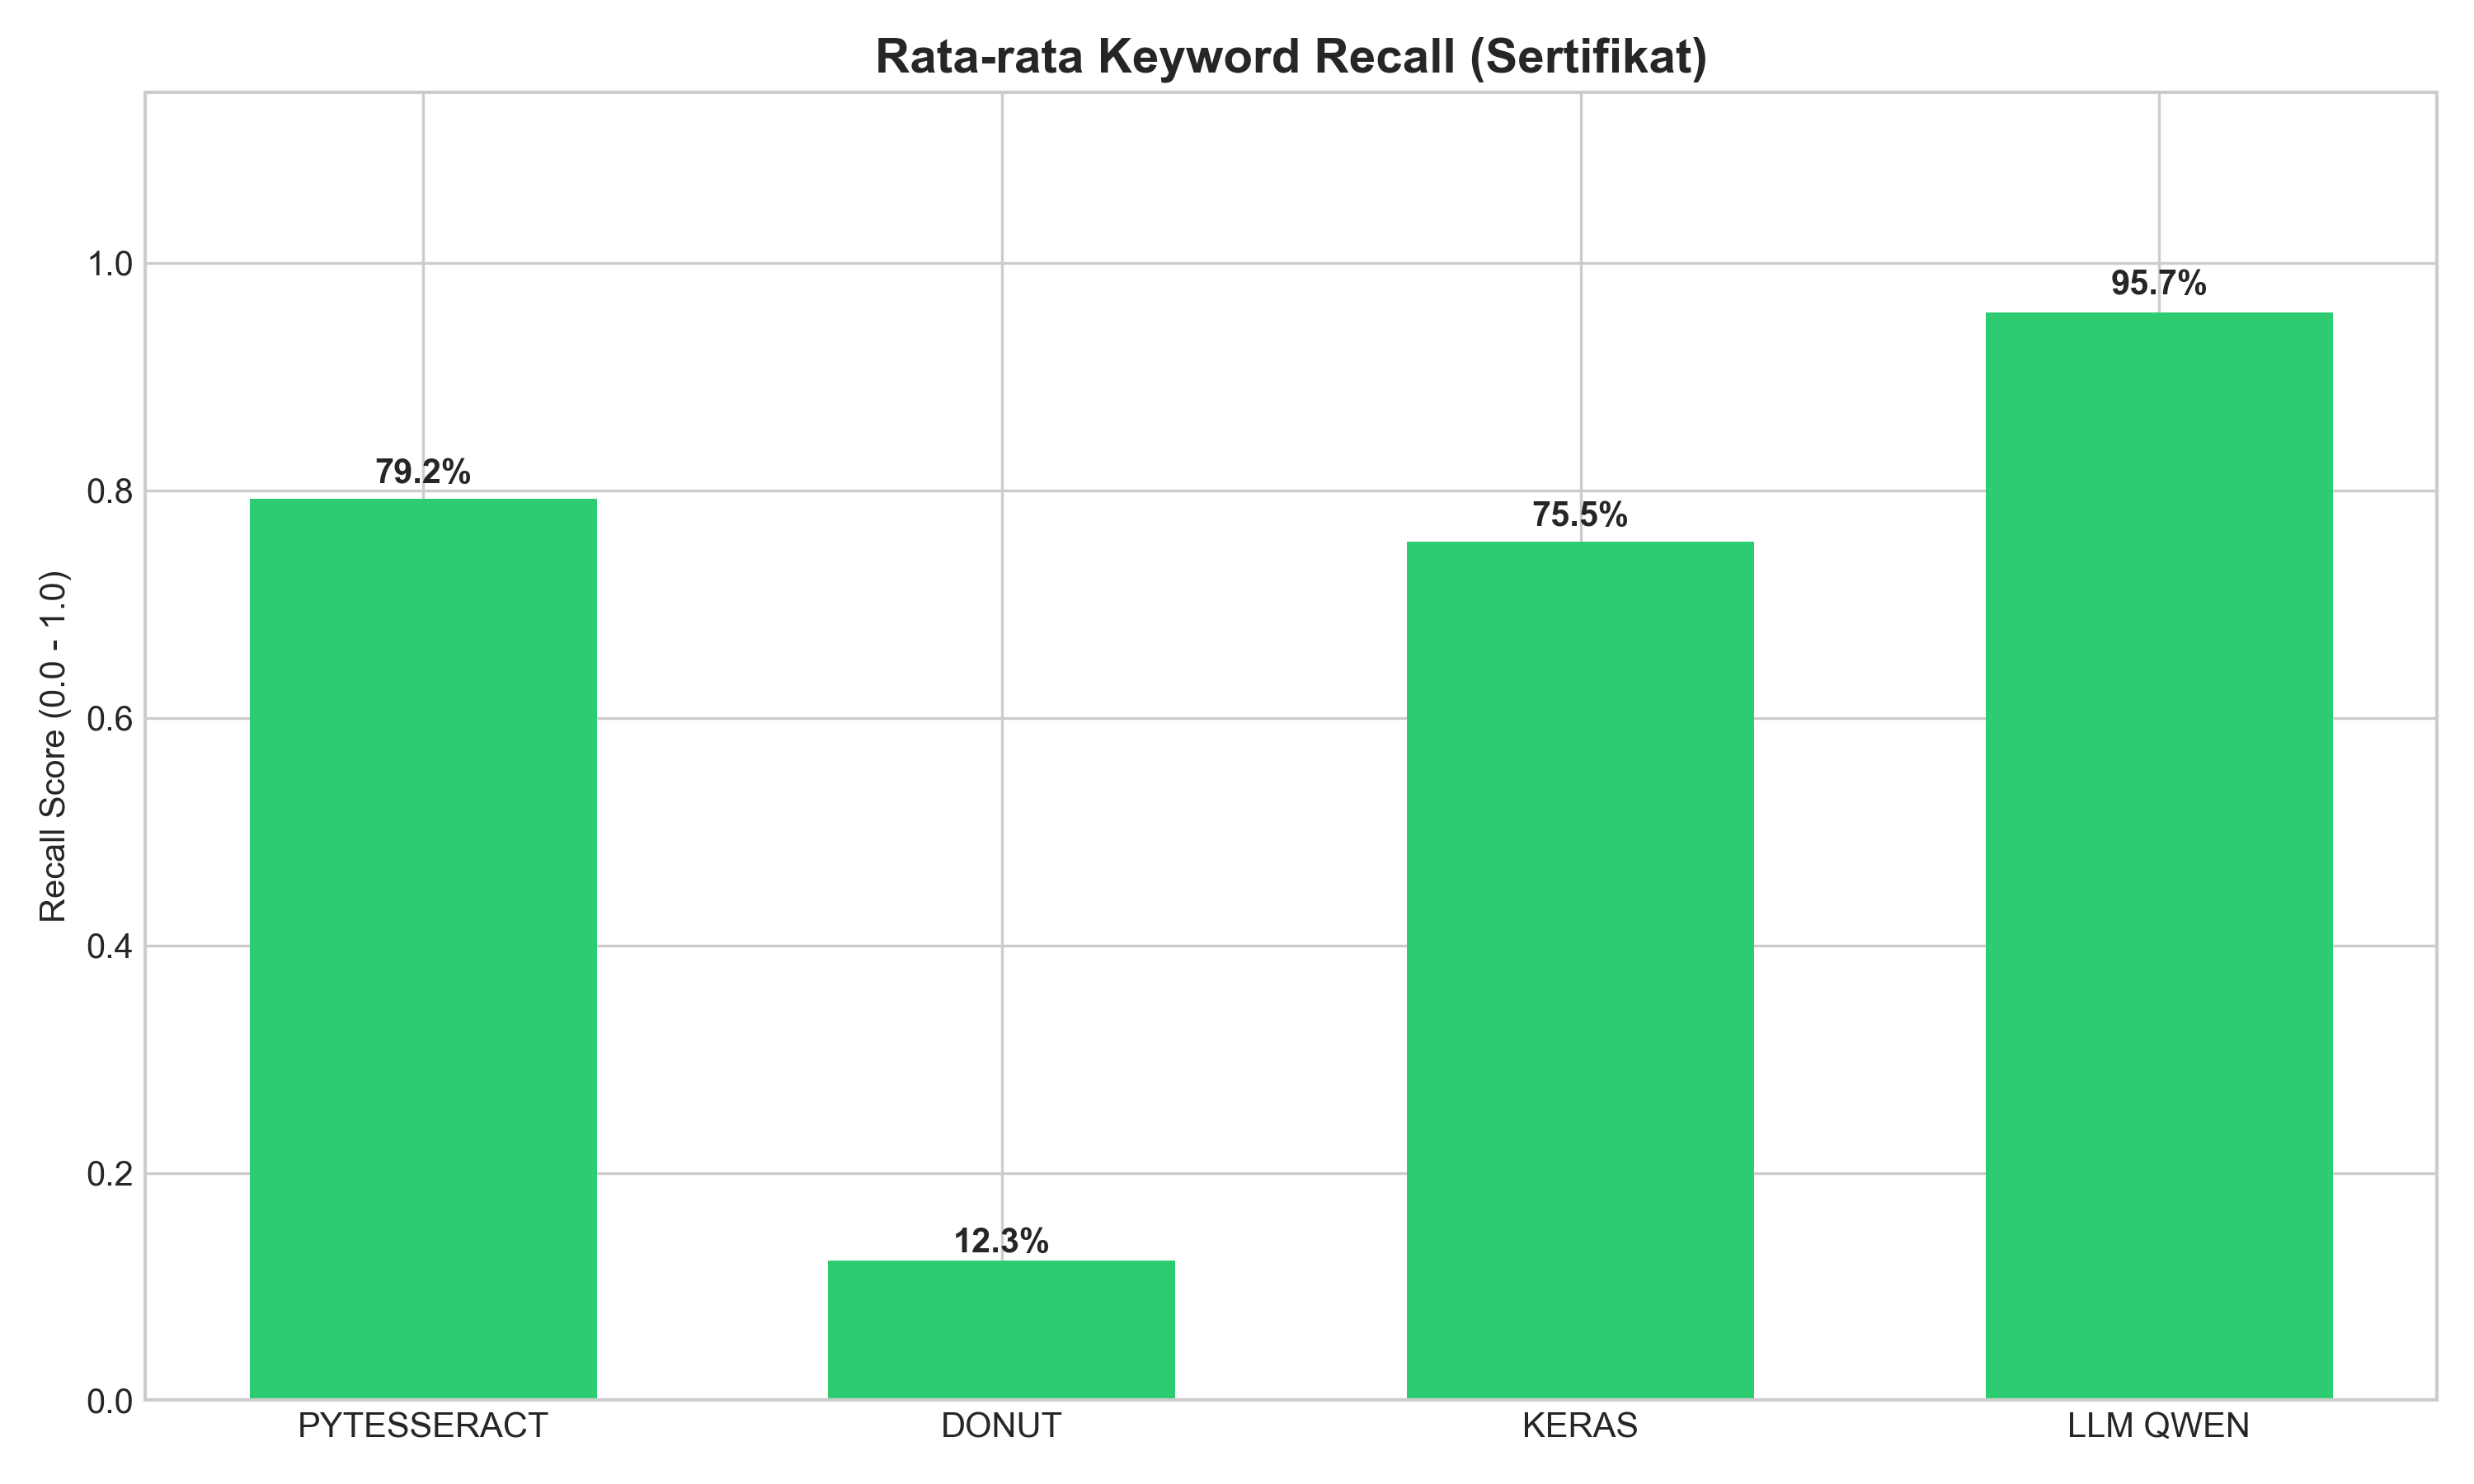 Rata-rata Keyword Recall (Sertifikat)
Recall Score (0.0 - 1.0)
1.0
0.8
0.6
0.4
0.2
0.0
79.2%
12.3%
75.5%
95.7%
PYTESSERACT
DONUT
KERAS
LLM QWEN